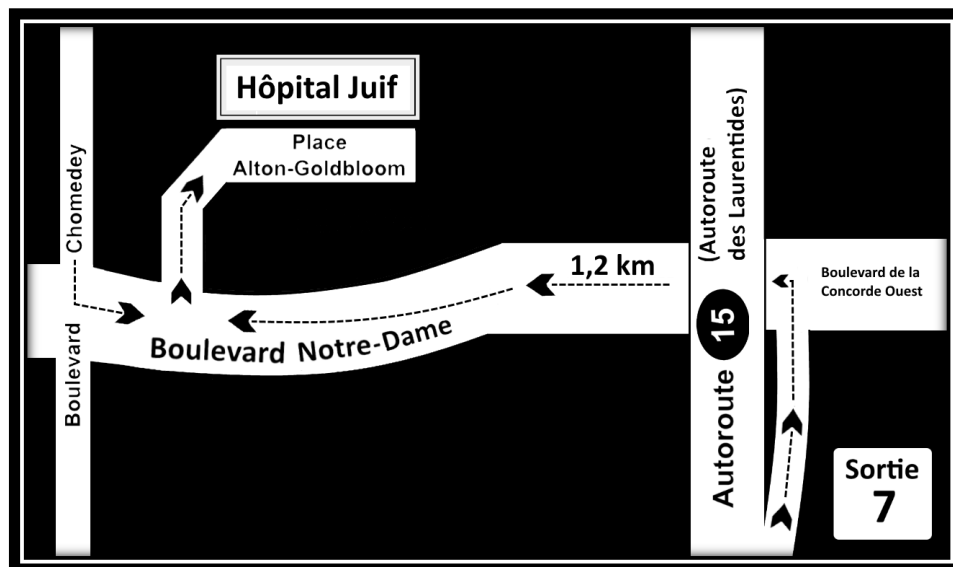 Hôpital Juif
Place
Alton-Goldbloom
Boulevard Chomedey
1,2 km
Boulevard Notre-Dame
(Autoroute
des Laurentides)
Autoroute 15
Boulevard de la
Concorde Ouest
Sortie
7